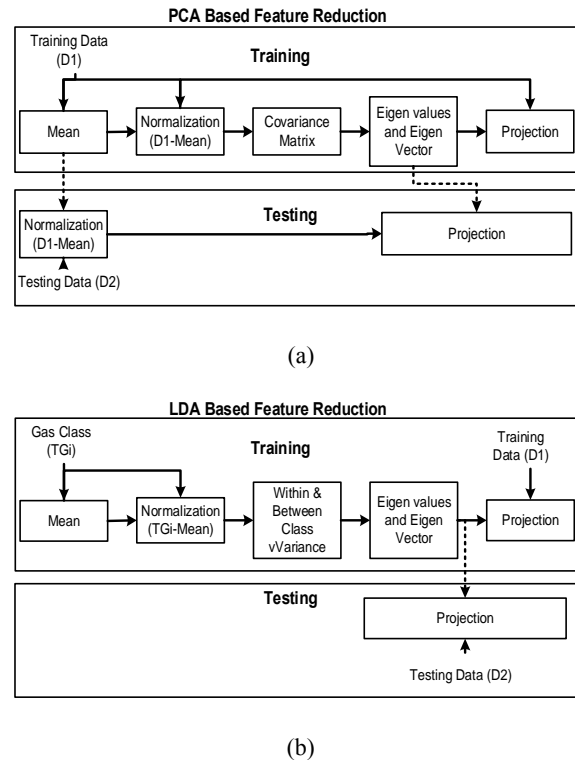 PCA Based Feature Reduction
Training Data
(D1)
Training
Mean
Normalization
(D1-Mean)
Covariance
Matrix
Eigen values
and Eigen
Vector
Projection
Testing
Normalization
(D1-Mean)
Projection
Testing Data (D2)
(a)
LDA Based Feature Reduction
Gas Class
(TGi)
Training
Training
Data (D1)
Mean
Normalization
(TGi-Mean)
Within &
Between
Class
vVariance
Eigen values
and Eigen
Vector
Projection
Testing
Projection
Testing Data (D2)
(b)